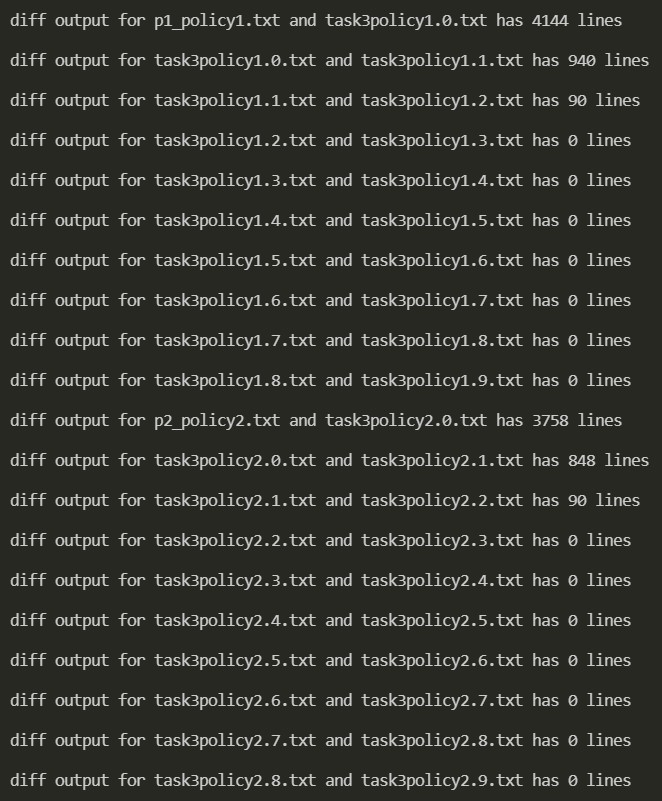 diff output for p1_policy1.txt and task3policy1.0.txt has 4144 lines
diff output for task3policy1.0.txt and task3policy1.1.txt has 940 lines
diff output for task3policy1.1.txt and task3policy1.2.txt has 90 lines
diff output for task3policy1.2.txt and task3policy1.3.txt has 0 lines
diff output for task3policy1.3.txt and task3policy1.4.txt has 0 lines
diff output for task3policy1.4.txt and task3policy1.5.txt has 0 lines
diff output for task3policy1.5.txt and task3policy1.6.txt has 0 lines
diff output for task3policy1.6.txt and task3policy1.7.txt has 0 lines
diff output for task3policy1.7.txt and task3policy1.8.txt has 0 lines
diff output for task3policy1.8.txt and task3policy1.9.txt has 0 lines
diff output for p2_policy2.txt and task3policy2.0.txt has 3758 lines
diff output for task3policy2.0.txt and task3policy2.1.txt has 848 lines
diff output for task3policy2.1.txt and task3policy2.2.txt has 90 lines
diff output for task3policy2.2.txt and task3policy2.3.txt has 0 lines
diff output for task3policy2.3.txt and task3policy2.4.txt has 0 lines
diff output for task3policy2.4.txt and task3policy2.5.txt has 0 lines
diff output for task3policy2.5.txt and task3policy2.6.txt has 0 lines
diff output for task3policy2.6.txt and task3policy2.7.txt has 0 lines
diff output for task3policy2.7.txt and task3policy2.8.txt has 0 lines
diff output for task3policy2.8.txt and task3policy2.9.txt has 0 lines